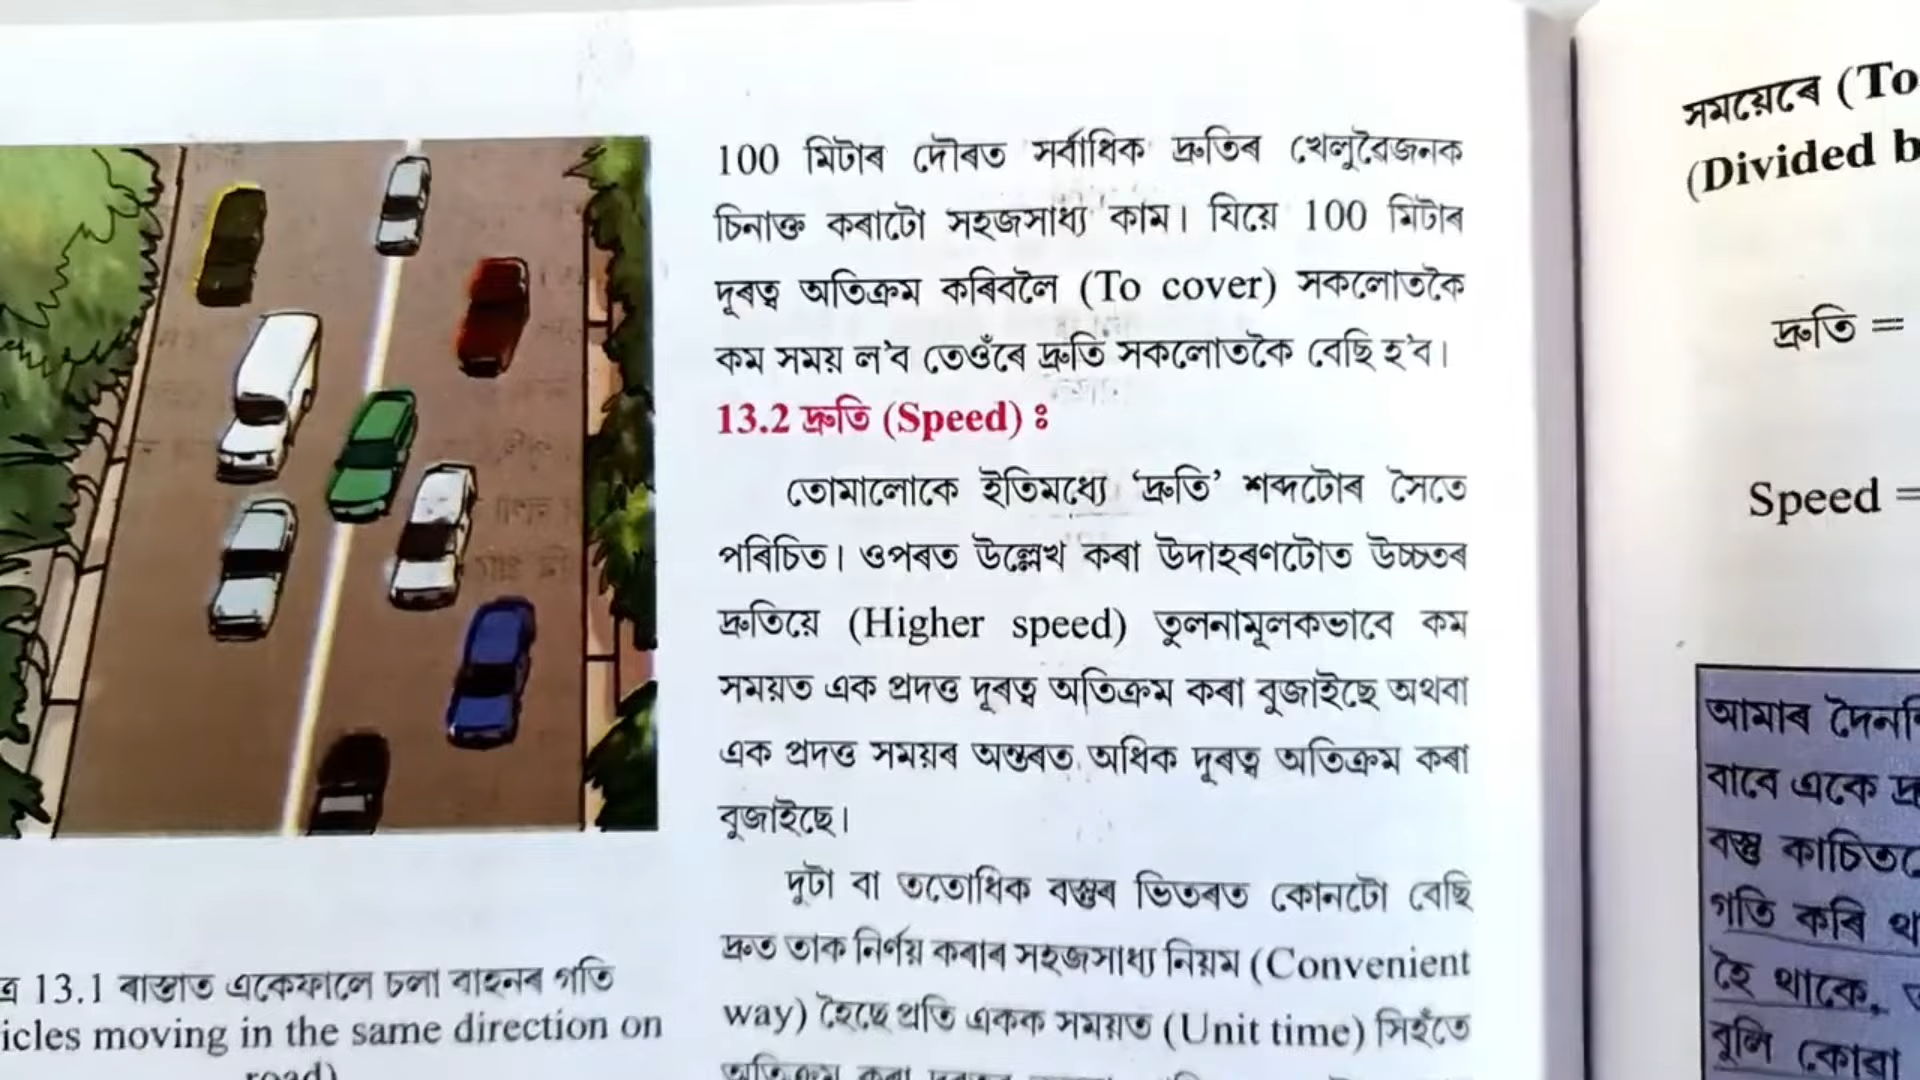 100 মিটাৰ দৌৰত সৰ্বাধিক দ্ৰুতিৰ খেলুৱৈজনক
চিনাক্ত কৰাটো সহজসাধ্য কাম। যিয়ে 100 মিটাৰ
দূৰত্ব অতিক্ৰম কৰিবলৈ (To cover) সকলোতকৈ
কম সময় ল'ব তেওঁৰে দ্ৰুতি সকলোতকৈ বেছি হ'ব।
13.2 দ্ৰুতি (Speed) ঃ
তোমালোকে ইতিমধ্যে ‘দ্ৰুতি’ শব্দটোৰ সৈতে
পৰিচিত। ওপৰত উল্লেখ কৰা উদাহৰণটোত উচ্চতৰ
দ্ৰুতিয়ে (Higher speed) তুলনামূলকভাবে কম
সময়ত এক প্ৰদত্ত দূৰত্ব অতিক্ৰম কৰা বুজাইছে অথবা
এক প্ৰদত্ত সময়ৰ অন্তৰত অধিক দূৰত্ব অতিক্ৰম কৰা
বুজাইছে।
দুটা বা ততোধিক বস্তুৰ ভিতৰত কোনটো বেছি
দ্ৰুত তাক নিৰ্ণয় কৰাৰ সহজসাধ্য নিয়ম (Convenient
way) হৈছে প্ৰতি একক সময়ত (Unit time) সিহঁতে
অতিক্ৰম কৰা
13.1 ৰাস্তাত একেফালে চলা বাহনৰ গতি
icles moving in the same direction on
road)
সময়েৰে (To
(Divided b
দ্ৰুতি =
Speed =
আমাৰ
বাবে একে
বস্তু
গতি কৰি
হৈ থাকে,
বুলি কোৱা